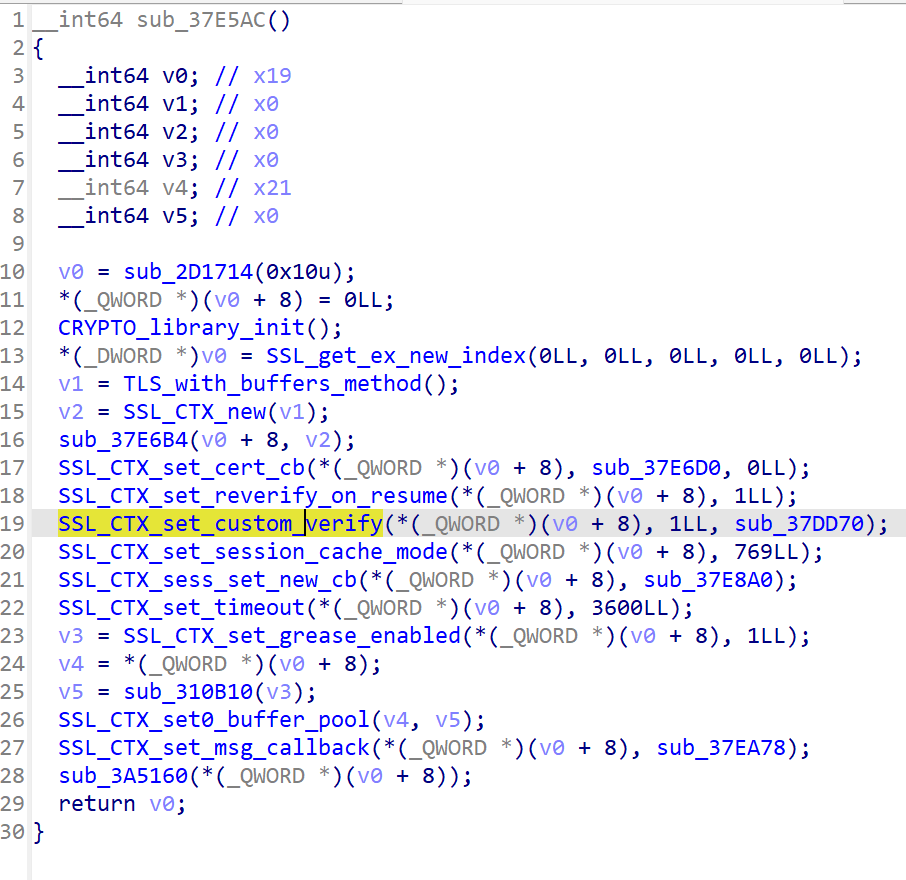 1 __int64 sub_37E5AC()
2 {
3 __int64 v0; // x19
4 __int64 v1; // x0
5 __int64 v2; // x0
6 __int64 v3; // x0
7 __int64 v4; // x21
8 __int64 v5; // x0
9
10 v0 = sub_2D1714(0x10u);
11 *(_QWORD *)(v0 + 8) = 0LL;
12 CRYPTO_library_init();
13 *(_DWORD *)v0 = SSL_get_ex_new_index(0LL, 0LL, 0LL, 0LL, 0LL);
14 v1 = TLS_with_buffers_method();
15 v2 = SSL_CTX_new(v1);
16 sub_37E6B4(v0 + 8, v2);
17 SSL_CTX_set_cert_cb(*(_QWORD *)(v0 + 8), sub_37E6D0, 0LL);
18 SSL_CTX_set_reverify_on_resume(*(_QWORD *)(v0 + 8), 1LL);
19 SSL_CTX_set_custom_verify(*(_QWORD *)(v0 + 8), 1LL, sub_37DD70);
20 SSL_CTX_set_session_cache_mode(*(_QWORD *)(v0 + 8), 769LL);
21 SSL_CTX_sess_set_new_cb(*(_QWORD *)(v0 + 8), sub_37E8A0);
22 SSL_CTX_set_timeout(*(_QWORD *)(v0 + 8), 3600LL);
23 v3 = SSL_CTX_set_grease_enabled(*(_QWORD *)(v0 + 8), 1LL);
24 v4 = *(_QWORD *)(v0 + 8);
25 v5 = sub_310B10(v3);
26 SSL_CTX_set0_buffer_pool(v4, v5);
27 SSL_CTX_set_msg_callback(*(_QWORD *)(v0 + 8), sub_37EA78);
28 sub_3A5160(*(_QWORD *)(v0 + 8));
29 return v0;
30 }